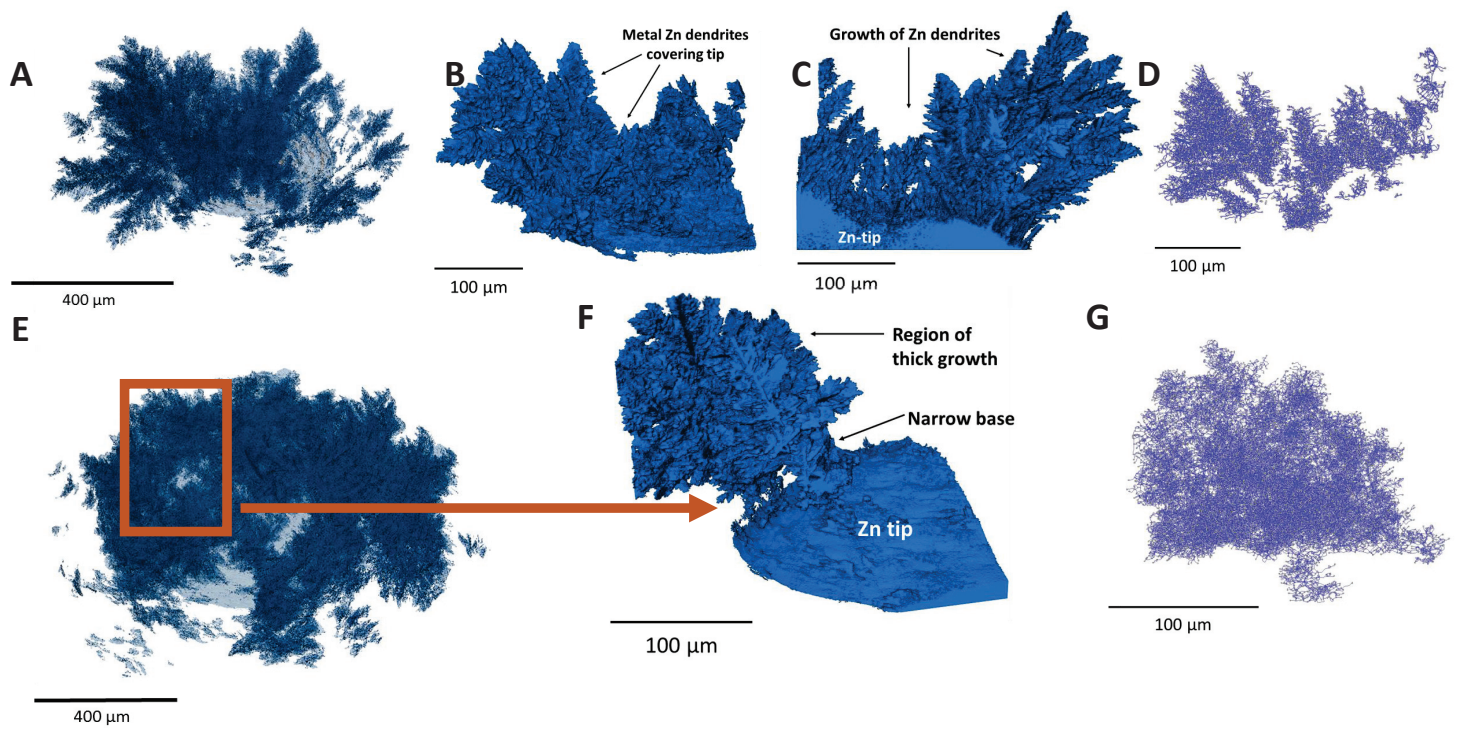 A
B
Metal Zn dendrites
covering tip
C
Growth of Zn dendrites
D
Zn-tip
400 µm
100 µm
100 µm
100 µm
E
F
Region of
thick growth
Narrow base
Zn tip
G
400 µm
100 µm
100 µm